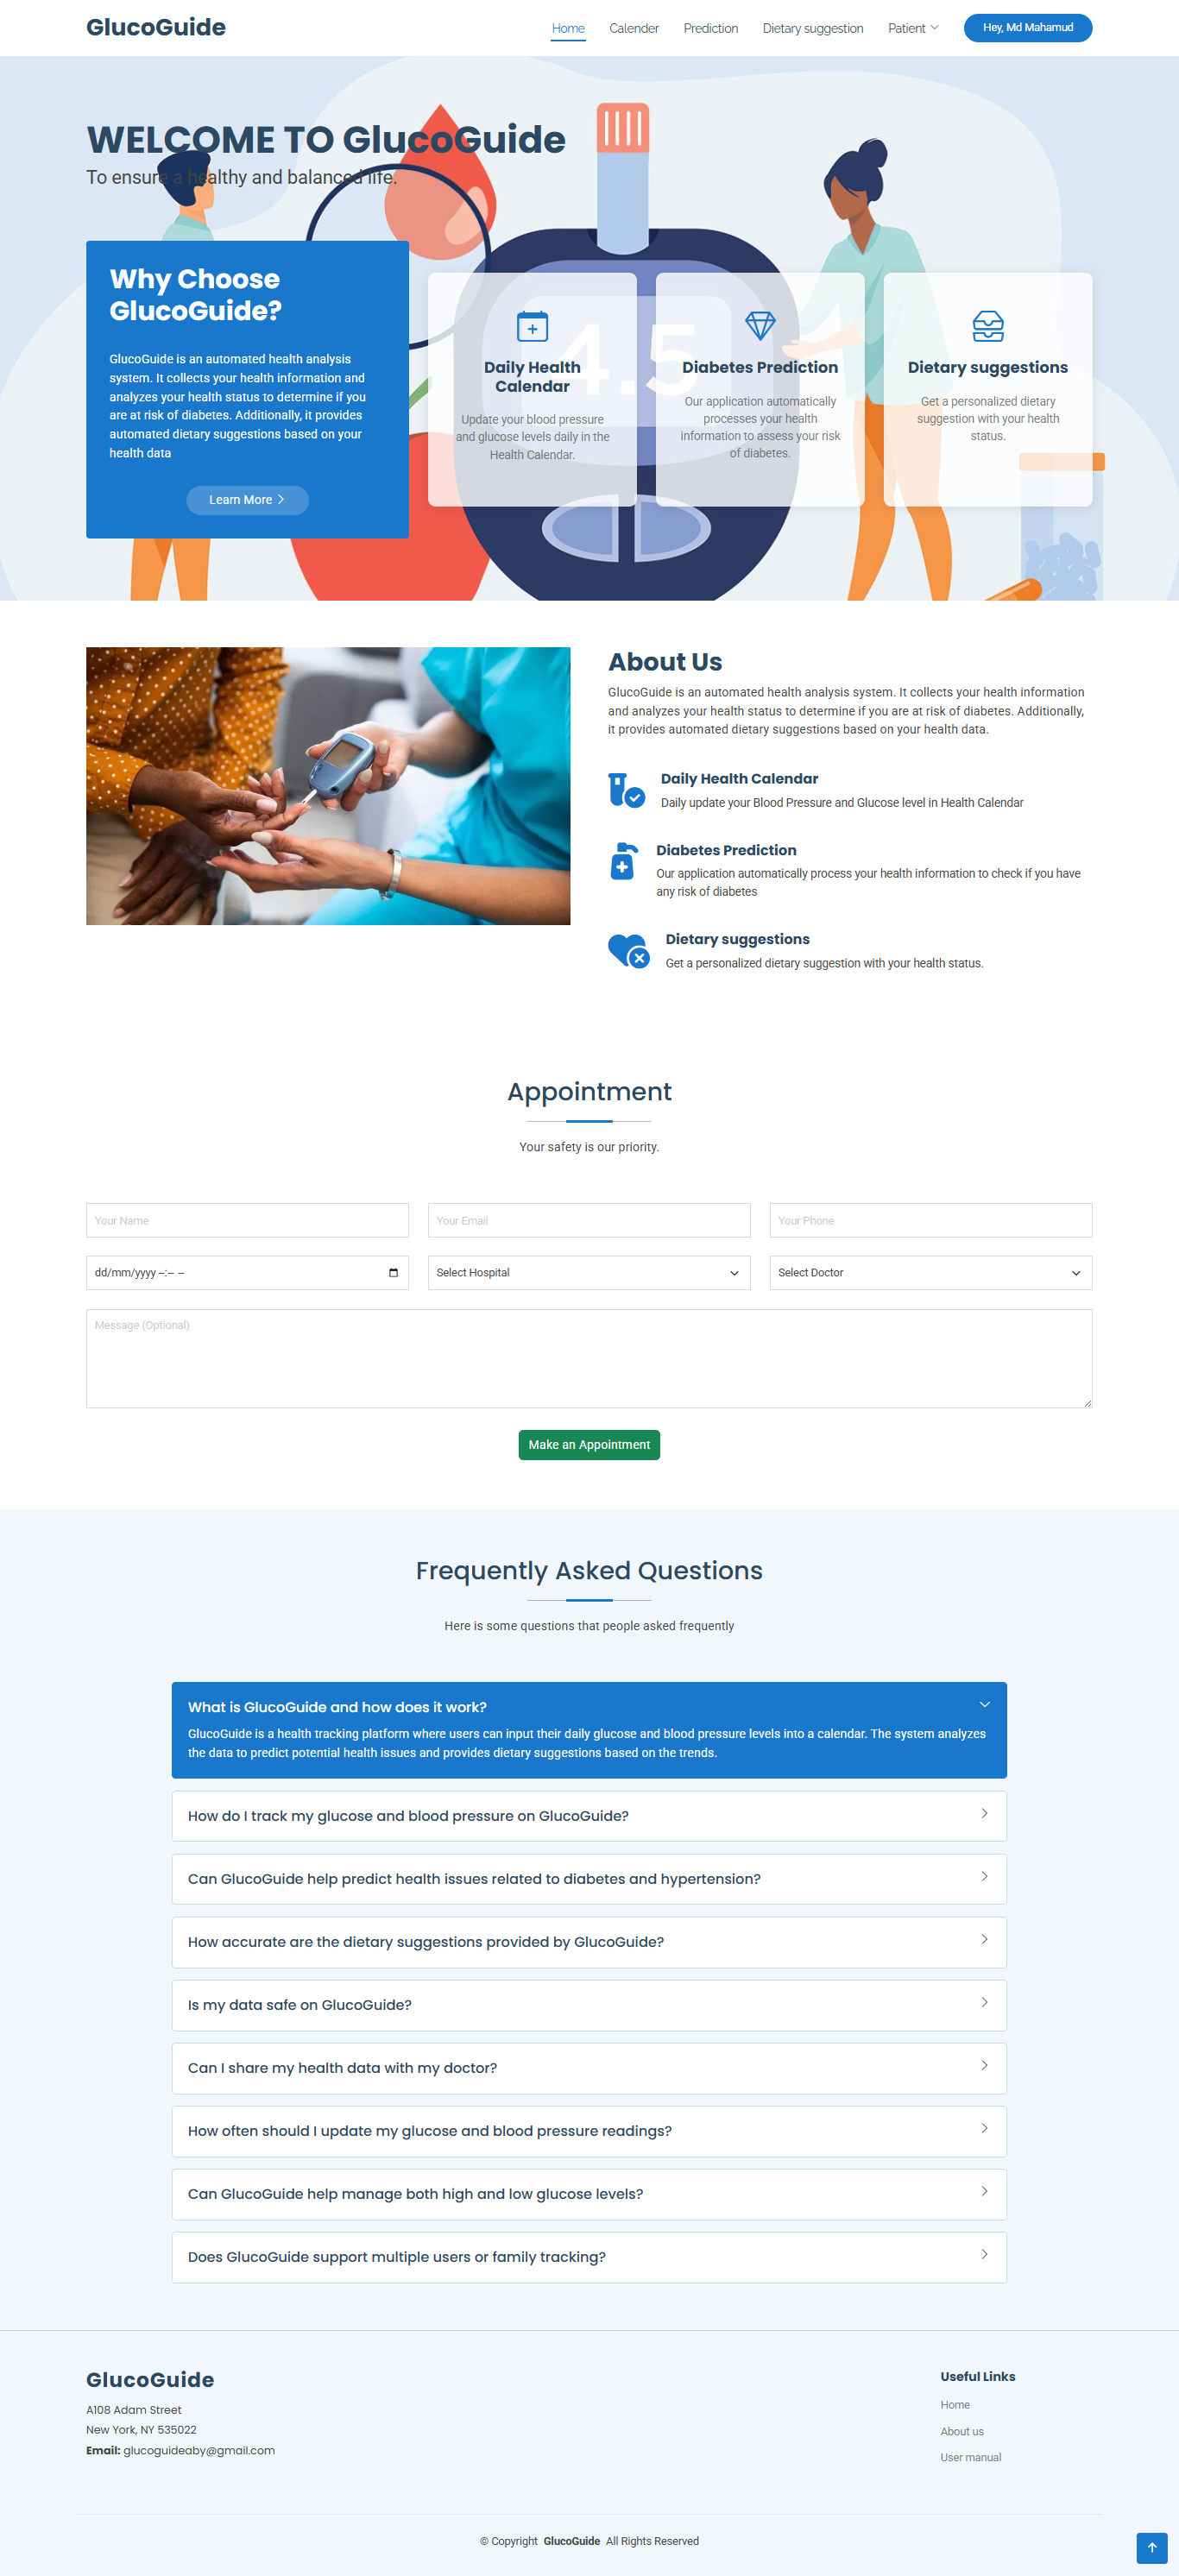 GlucoGuide
Home
Calender
Prediction
Dietary suggestion
Patient
Hey, Md Mahamud
WELCOME TO GlucoGuide
To ensure a healthy and balanced life.
Why Choose
GlucoGuide?
GlucoGuide is an automated health analysis
system. It collects your health information and
analyzes your health status to determine if you
are at risk of diabetes. Additionally, it provides
automated dietary suggestions based on your
health data
Learn More
4.5
Daily Health
Calendar
Update your blood pressure
and glucose levels daily in the
Health Calendar.
Diabetes Prediction
Our application automatically
processes your health
information to assess your risk
of diabetes.
Dietary suggestions
Get a personalized dietary
suggestion with your health
status.
About Us
GlucoGuide is an automated health analysis system. It collects your health information
and analyzes your health status to determine if you are at risk of diabetes. Additionally,
it provides automated dietary suggestions based on your health data.
Daily Health Calendar
Daily update your Blood Pressure and Glucose level in Health Calendar
Diabetes Prediction
Our application automatically process your health information to check if you have
any risk of diabetes
Dietary suggestions
Get a personalized dietary suggestion with your health status.
Appointment
Your safety is our priority.
Your Name
Your Email
Your Phone
dd/mm/yyyy --:-- --
Select Hospital
Select Doctor
Message (Optional)
Make an Appointment
Frequently Asked Questions
Here is some questions that people asked frequently
What is GlucoGuide and how does it work?
GlucoGuide is a health tracking platform where users can input their daily glucose and blood pressure levels into a calendar. The system analyzes
the data to predict potential health issues and provides dietary suggestions based on the trends.
How do I track my glucose and blood pressure on GlucoGuide?
Can GlucoGuide help predict health issues related to diabetes and hypertension?
How accurate are the dietary suggestions provided by GlucoGuide?
Is my data safe on GlucoGuide?
Can I share my health data with my doctor?
How often should I update my glucose and blood pressure readings?
Can GlucoGuide help manage both high and low glucose levels?
Does GlucoGuide support multiple users or family tracking?
GlucoGuide
A108 Adam Street
New York, NY 535022
Email: glucoguideaby@gmail.com
Useful Links
Home
About us
User manual
© Copyright GlucoGuide All Rights Reserved